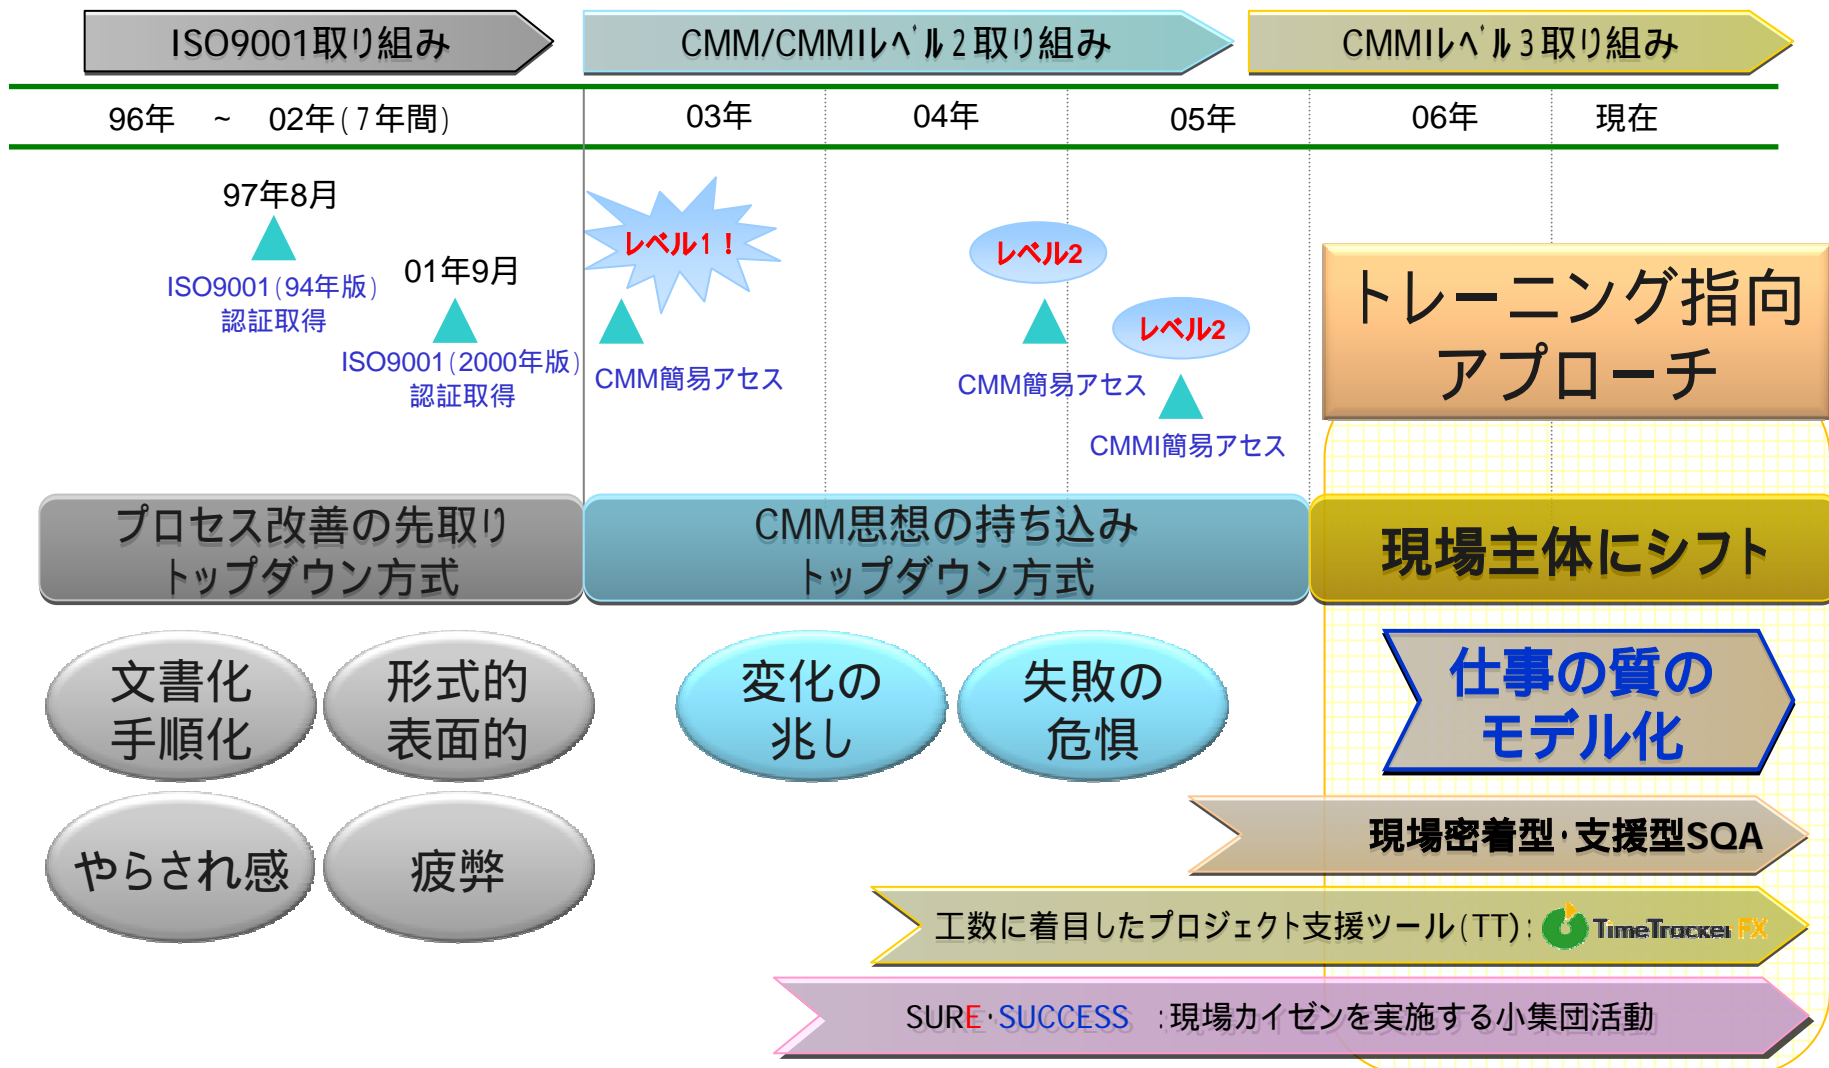 ISO9001取り組み
CMM/CMMIﾚﾍﾞﾙ2取り組み
CMMIﾚﾍﾞﾙ3取り組み
96年 ~ 02年(7年間)
03年
04年
05年
06年
現在
97年8月
ISO9001(94年版)
認証取得
01年9月
ISO9001(2000年版)
認証取得
レベル1!
CMM簡易アセス
レベル2
CMM簡易アセス
レベル2
CMMI簡易アセス
トレーニング指向
アプローチ
プロセス改善の先取り
トップダウン方式
CMM思想の持ち込み
トップダウン方式
現場主体にシフト
文書化
手順化
形式的
表面的
やらされ感
疲弊
変化の
兆し
失敗の
危惧
仕事の質の
モデル化
現場密着型・支援型SQA
工数に着目したプロジェクト支援ツール(TT): TimeTracker FX
SURE・SUCCESS :現場カイゼンを実施する小集団活動